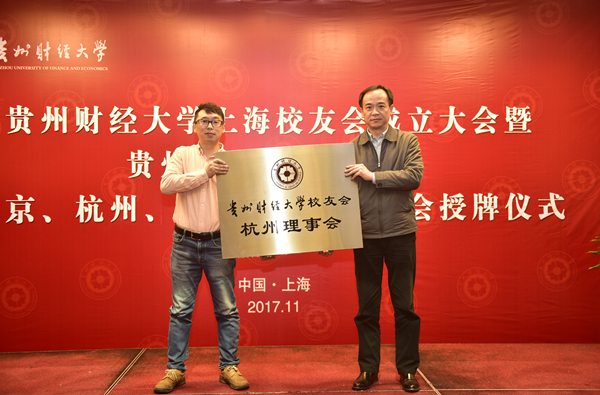 贵州财经大学
ZHOU UNIVERSITY OF FINANCE AND ECONOMICS
贵州财经大学上海校友会成立大会暨
贵州
京、杭州、
会授牌仪式
贵州财经大学校友会
杭州理事会
中国·上海
2017.11